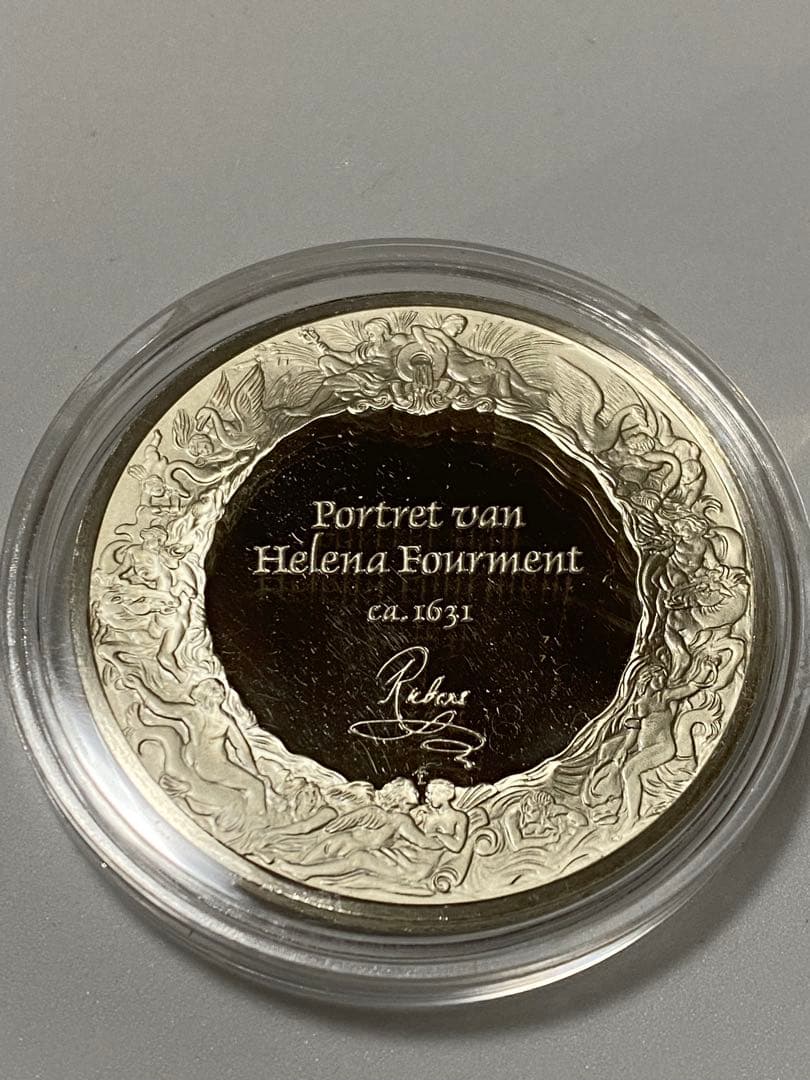 Portret van
Helena Fourment
ca. 1631
Rubens